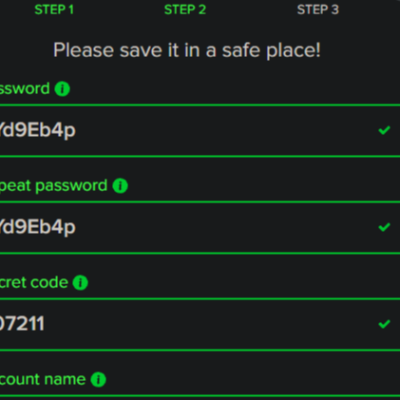 STEP 1 STEP 2 STEP 3
Please save it in a safe place!
ssword
Yd9Eb4p
peat password
Yd9Eb4p
cret code
07211
count name